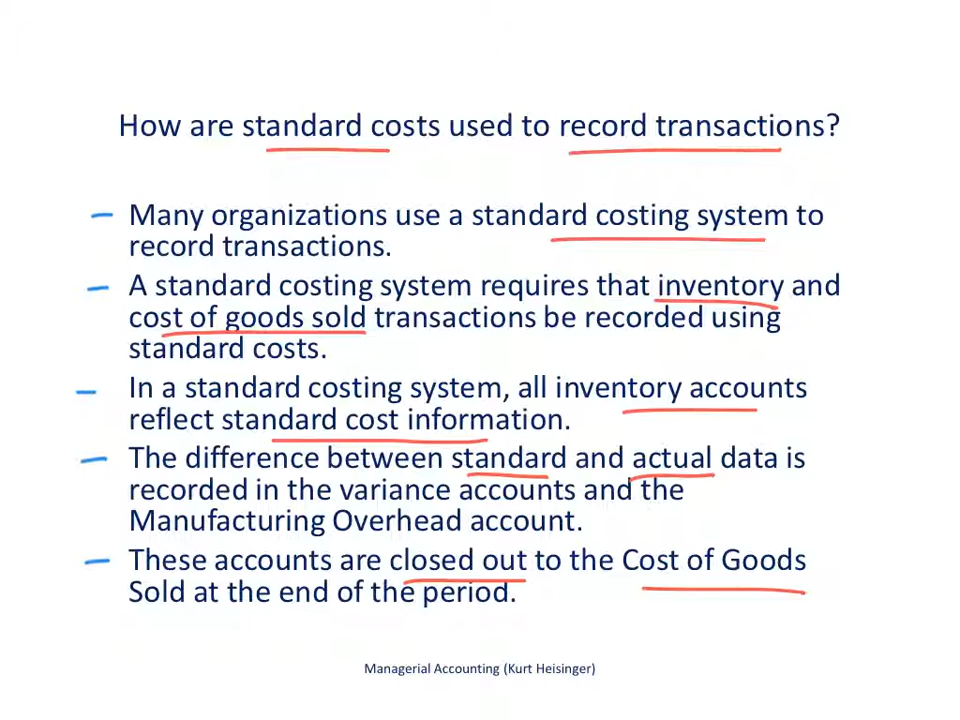 How are standard costs used to record transactions?
Many organizations use a standard costing system to
record transactions.
A standard costing system requires that inventory and
cost of goods sold transactions be recorded using
standard costs.
In a standard costing system, all inventory accounts
reflect standard cost information.
The difference between standard and actual data is
recorded in the variance accounts and the
Manufacturing Overhead account.
These accounts are closed out to the Cost of Goods
Sold at the end of the period.
Managerial Accounting (Kurt Heisinger)